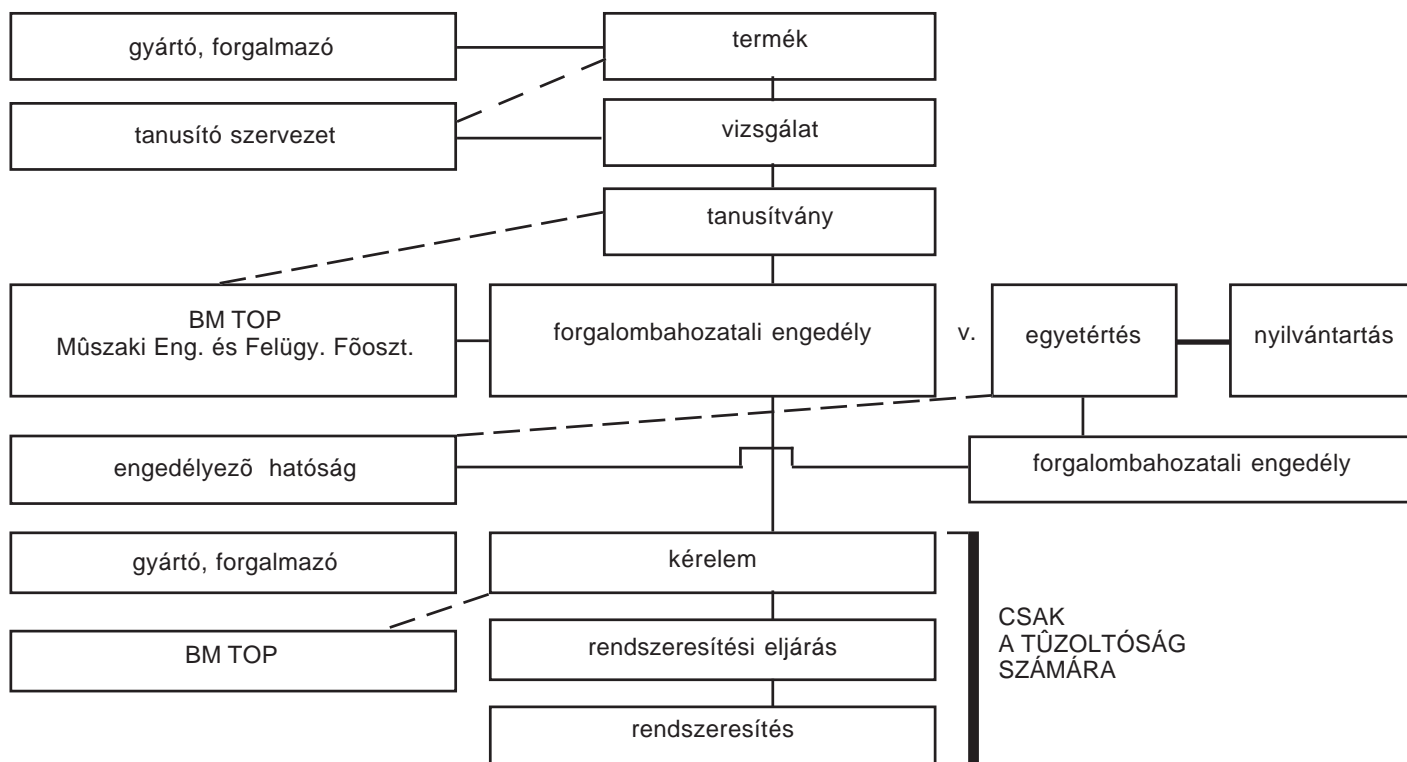 gyártó, forgalmazó
termék
tanusító szervezet
vizsgálat
tanusítvány
BM TOP
Mûszaki Eng. és Felügy. Fõoszt.
forgalombahozatali engedély
v.
egyetértés
nyilvántartás
engedélyezõ hatóság
forgalombahozatali engedély
gyártó, forgalmazó
kérelem
BM TOP
rendszeresítési eljárás
rendszeresítés
CSAK
A TÛZOLTÓSÁG
SZÁMÁRA